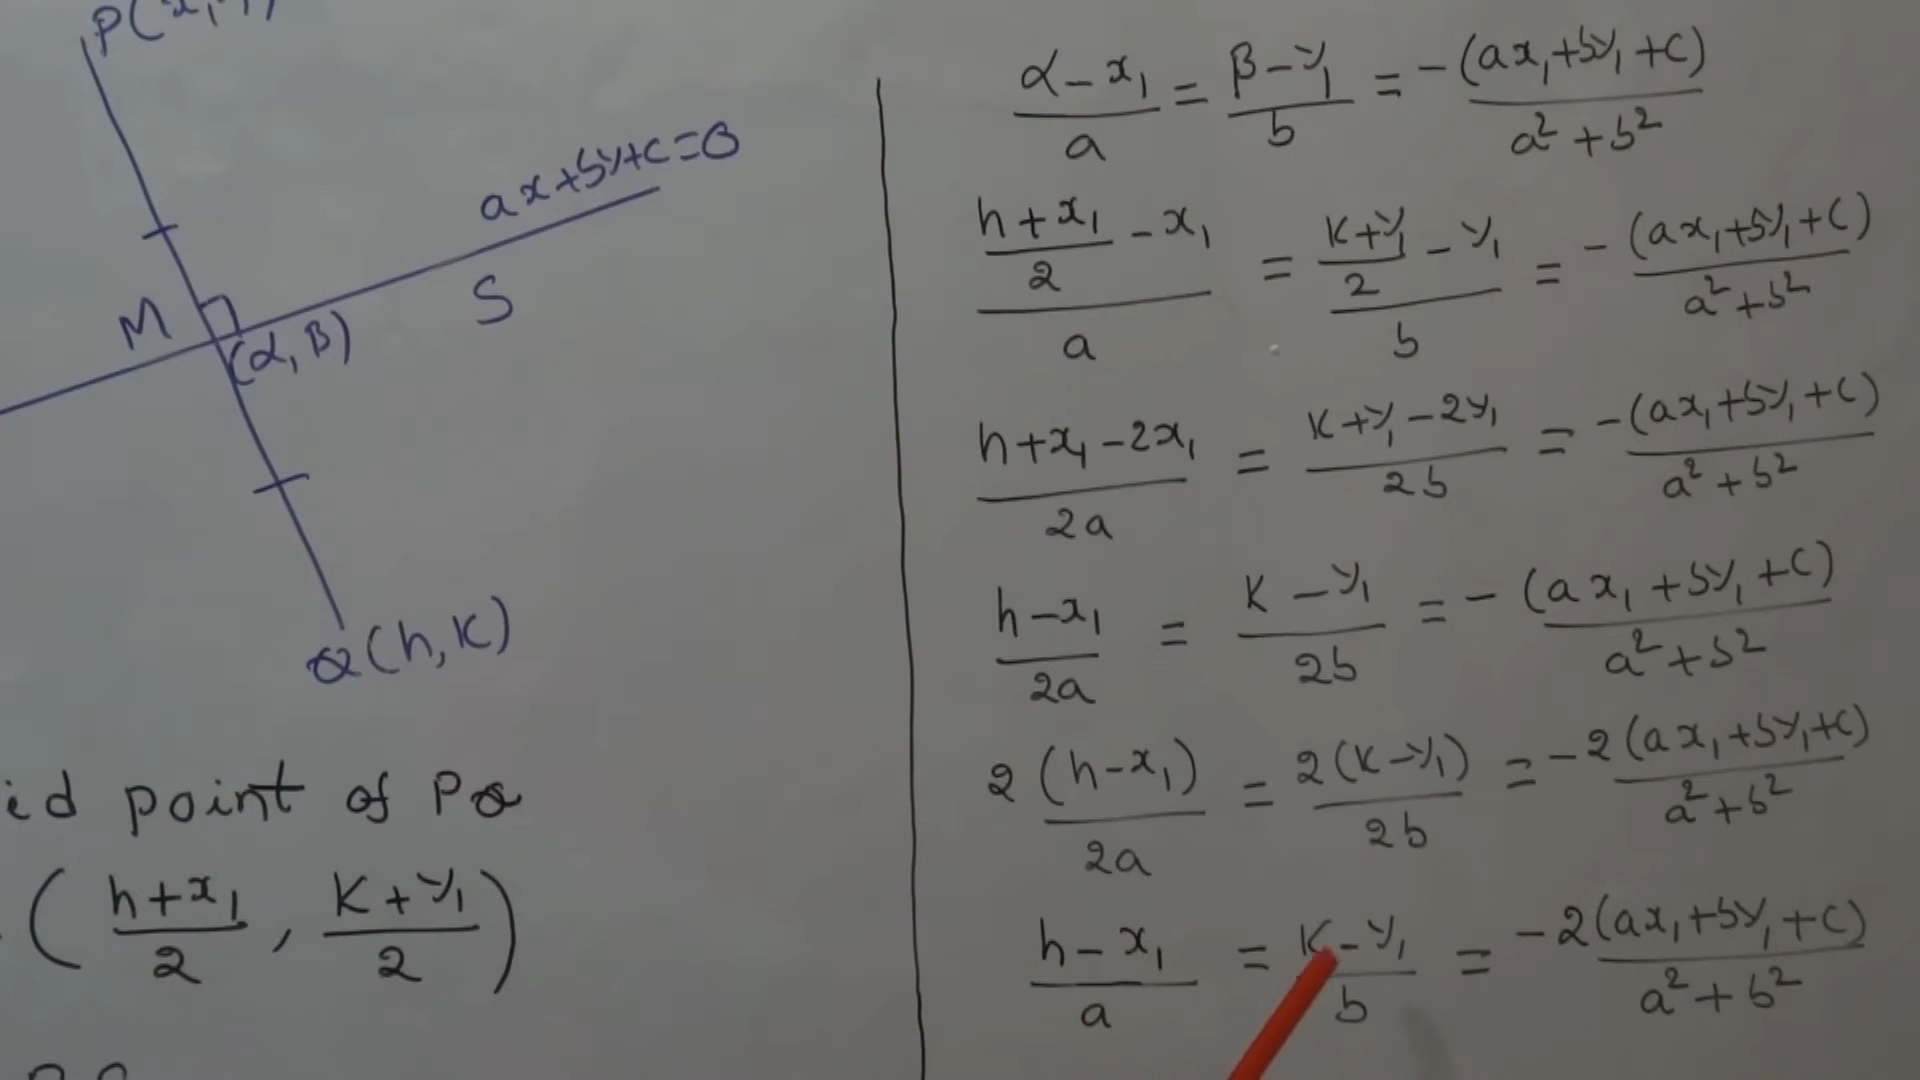 P(x₁,
ax+by+c=0
M
S
(α, β)
Q(h, K)
id point of PQ
((h+x₁)/2 , (K+y₁)/2)
(α-x₁)/a = (β-y₁)/b = -(ax₁+by₁+c)/(a²+b²)
((h+x₁)/2 - x₁)/a = ((K+y₁)/2 - y₁)/b = -(ax₁+by₁+c)/(a²+b²)
(h+x₁-2x₁)/2a = (K+y₁-2y₁)/2b = -(ax₁+by₁+c)/(a²+b²)
(h-x₁)/2a = (K-y₁)/2b = -(ax₁+by₁+c)/(a²+b²)
2(h-x₁)/2a = 2(K-y₁)/2b = -2(ax₁+by₁+c)/(a²+b²)
(h-x₁)/a = (K-y₁)/b = -2(ax₁+by₁+c)/(a²+b²)